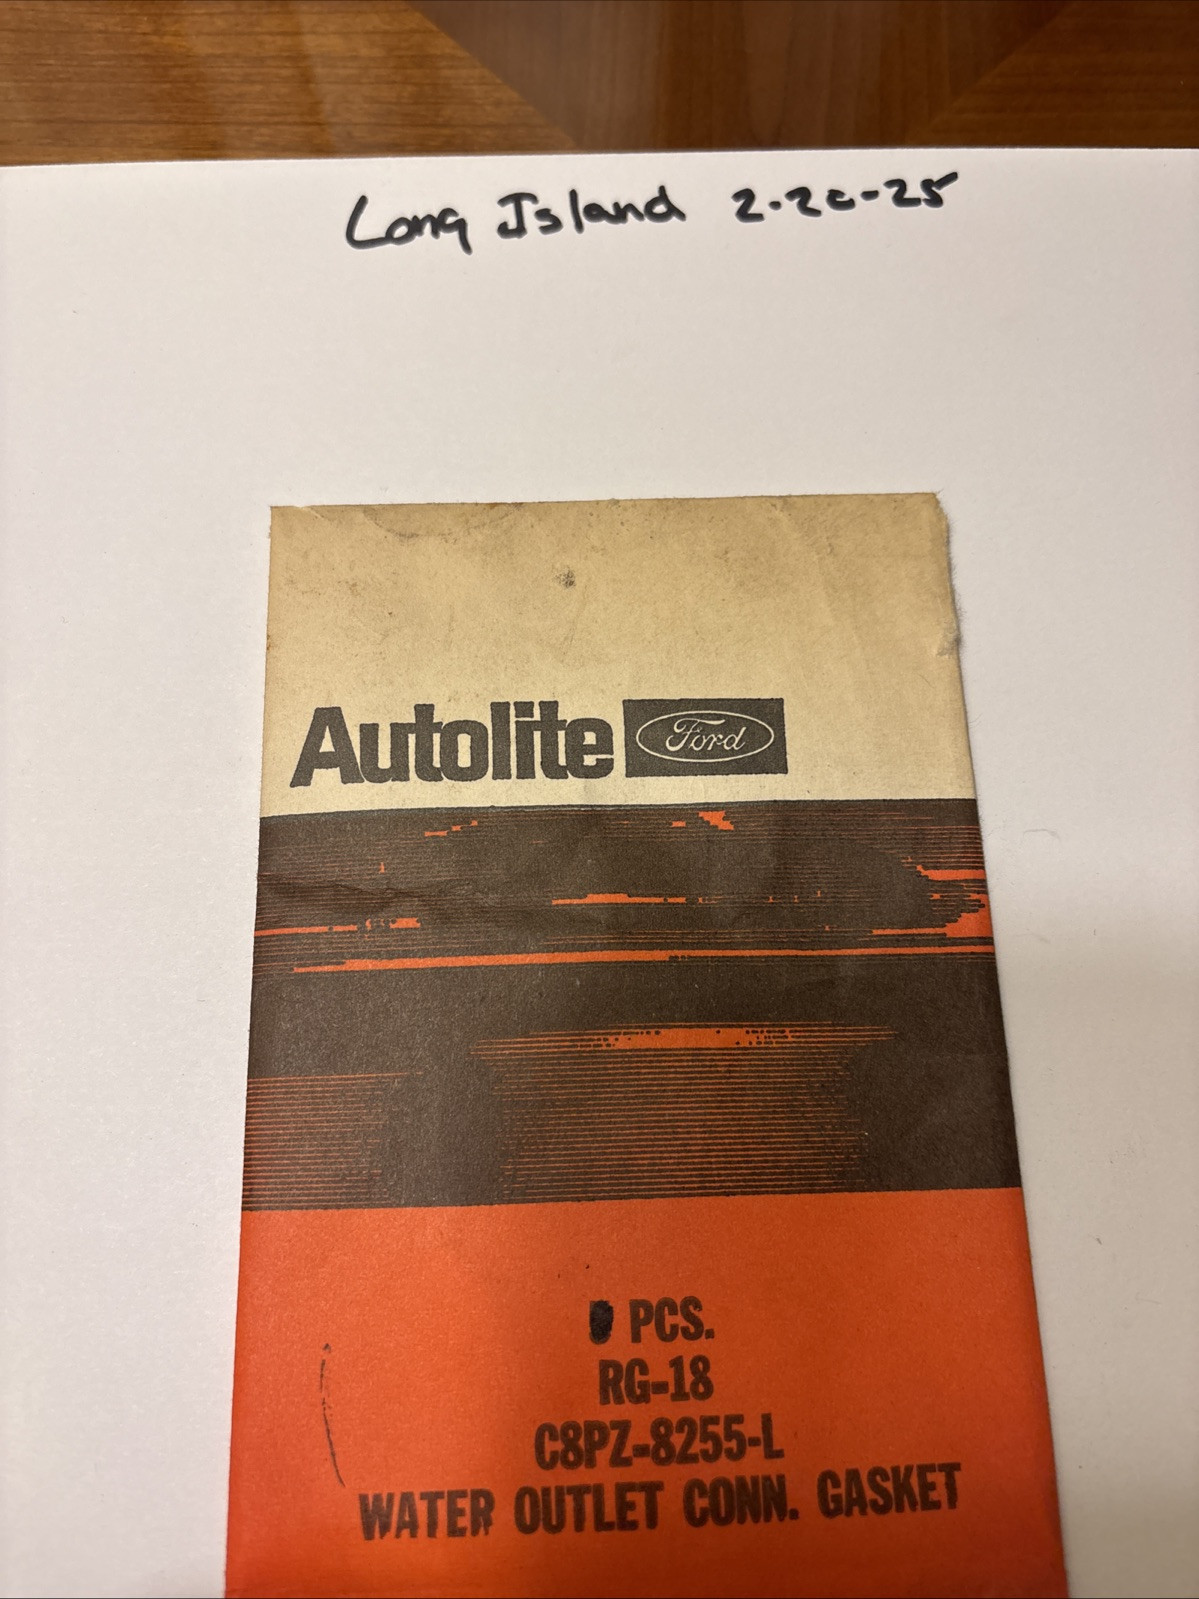 Long Island 2-20-25
Autolite Ford
PCS.
RG-18
C8PZ-8255-L
WATER OUTLET CONN. GASKET